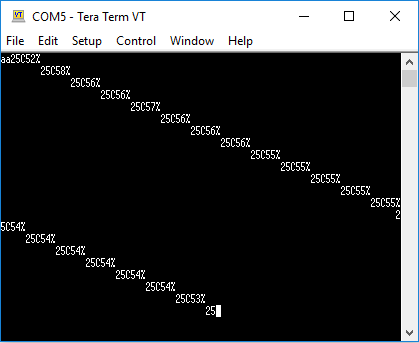 COM5 - Tera Term VT
File Edit Setup Control Window Help
aa25C52%
25C58%
25C56%
25C56%
25C57%
25C56%
25C56%
25C56%
25C55%
25C55%
25C55%
25C55%
25C55%
2
5C54%
25C54%
25C54%
25C54%
25C54%
25C54%
25C53%
25